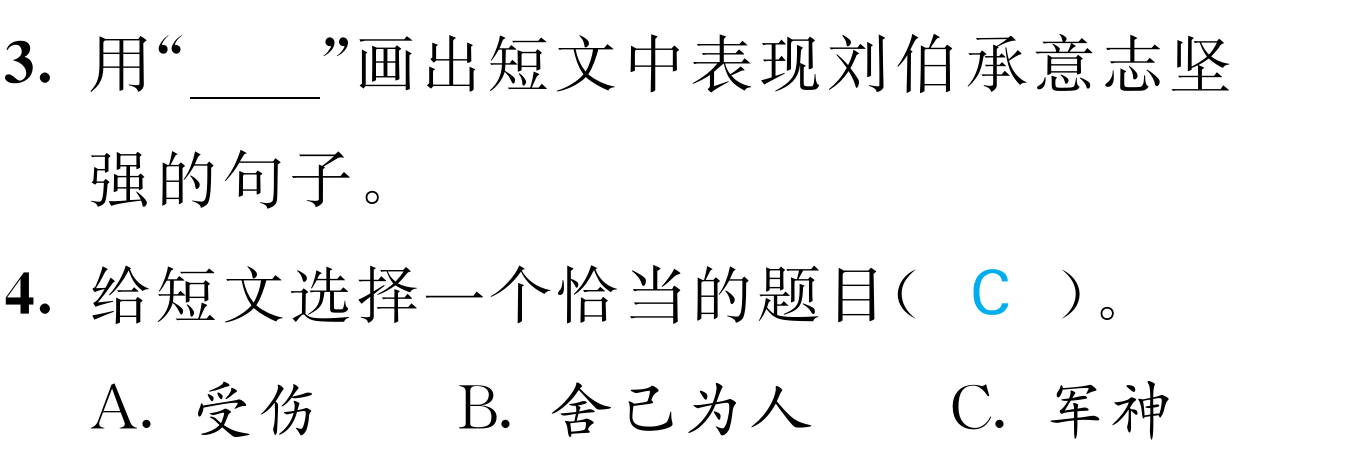 3. 用“____”画出短文中表现刘伯承意志坚
强的句子。
4. 给短文选择一个恰当的题目( C )。
A. 受伤 B. 舍己为人 C. 军神